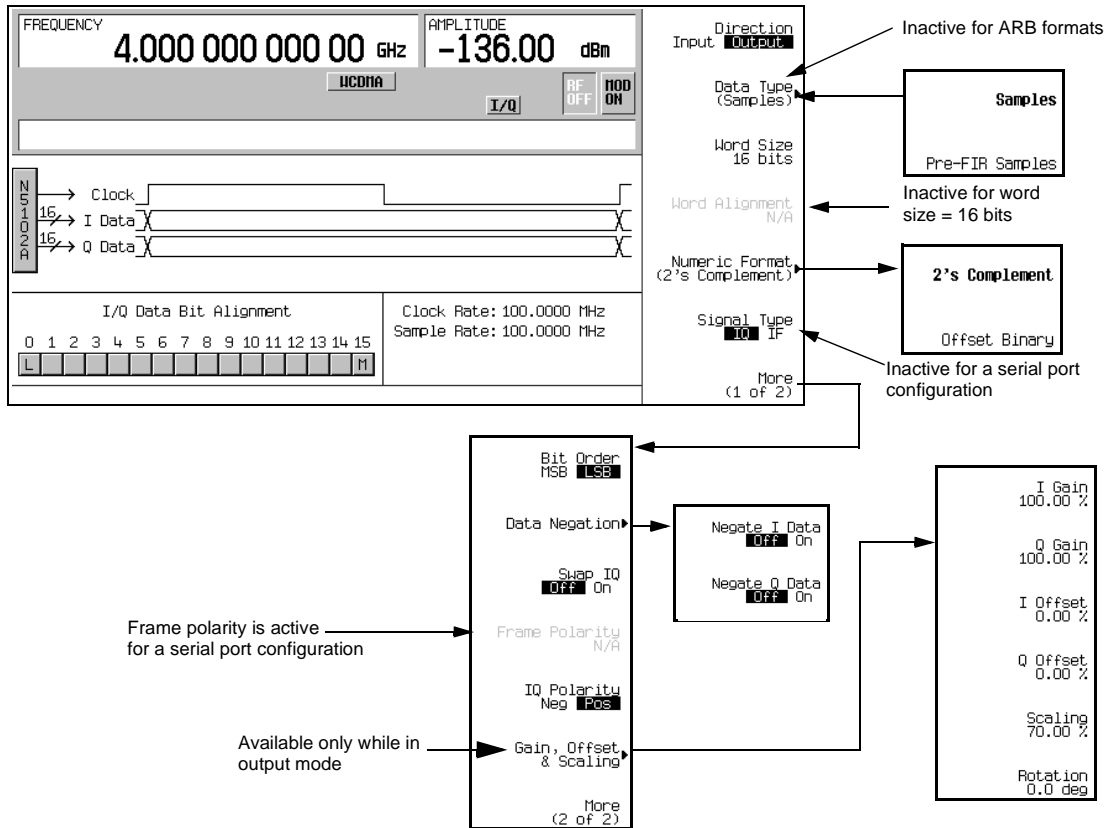 FREQUENCY
4.000 000 000 00 GHz
AMPLITUDE
-136.00 dBm
WCDMA
I/Q
RF OFF
MOD ON
N5102A
Clock
16 I Data
16 Q Data
I/Q Data Bit Alignment
0 1 2 3 4 5 6 7 8 9 10 11 12 13 14 15
L M
Clock Rate: 100.0000 MHz
Sample Rate: 100.0000 MHz
Direction
Input Output
Data Type
(Samples)
Word Size
16 bits
Word Alignment
N/A
Numeric Format
(2's Complement)
Signal Type
IQ IF
More
(1 of 2)
Inactive for ARB formats
Samples
Pre-FIR Samples
Inactive for word
size = 16 bits
2's Complement
Offset Binary
Inactive for a serial port
configuration
Bit Order
MSB LSB
Data Negation
Swap IQ
Off On
Frame Polarity
N/A
IQ Polarity
Neg Pos
Gain, Offset
& Scaling
More
(2 of 2)
Frame polarity is active
for a serial port configuration
Available only while in
output mode
Negate I Data
Off On
Negate Q Data
Off On
I Gain
100.00 %
Q Gain
100.00 %
I Offset
0.00 %
Q Offset
0.00 %
Scaling
70.00 %
Rotation
0.0 deg